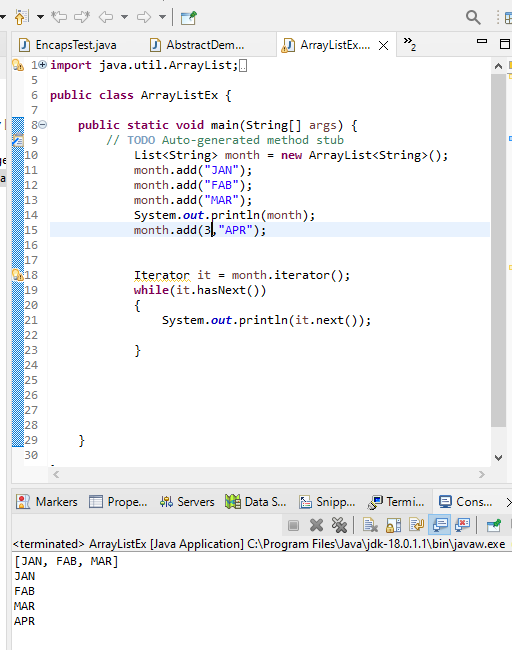 EncapsTest.java
AbstractDem...
ArrayListEx....
2
1 import java.util.ArrayList;
5
6 public class ArrayListEx {
7
8 public static void main(String[] args) {
9 // TODO Auto-generated method stub
10 List<String> month = new ArrayList<String>();
11 month.add("JAN");
12 month.add("FAB");
13 month.add("MAR");
14 System.out.println(month);
15 month.add(3,"APR");
16
17
18 Iterator it = month.iterator();
19 while(it.hasNext())
20 {
21 System.out.println(it.next());
22
23 }
24
25
26
27
28
29 }
30
Markers
Prope...
Servers
Data S...
Snipp...
Termi...
Cons...
<terminated> ArrayListEx [Java Application] C:\Program Files\Java\jdk-18.0.1.1\bin\javaw.exe
[JAN, FAB, MAR]
JAN
FAB
MAR
APR